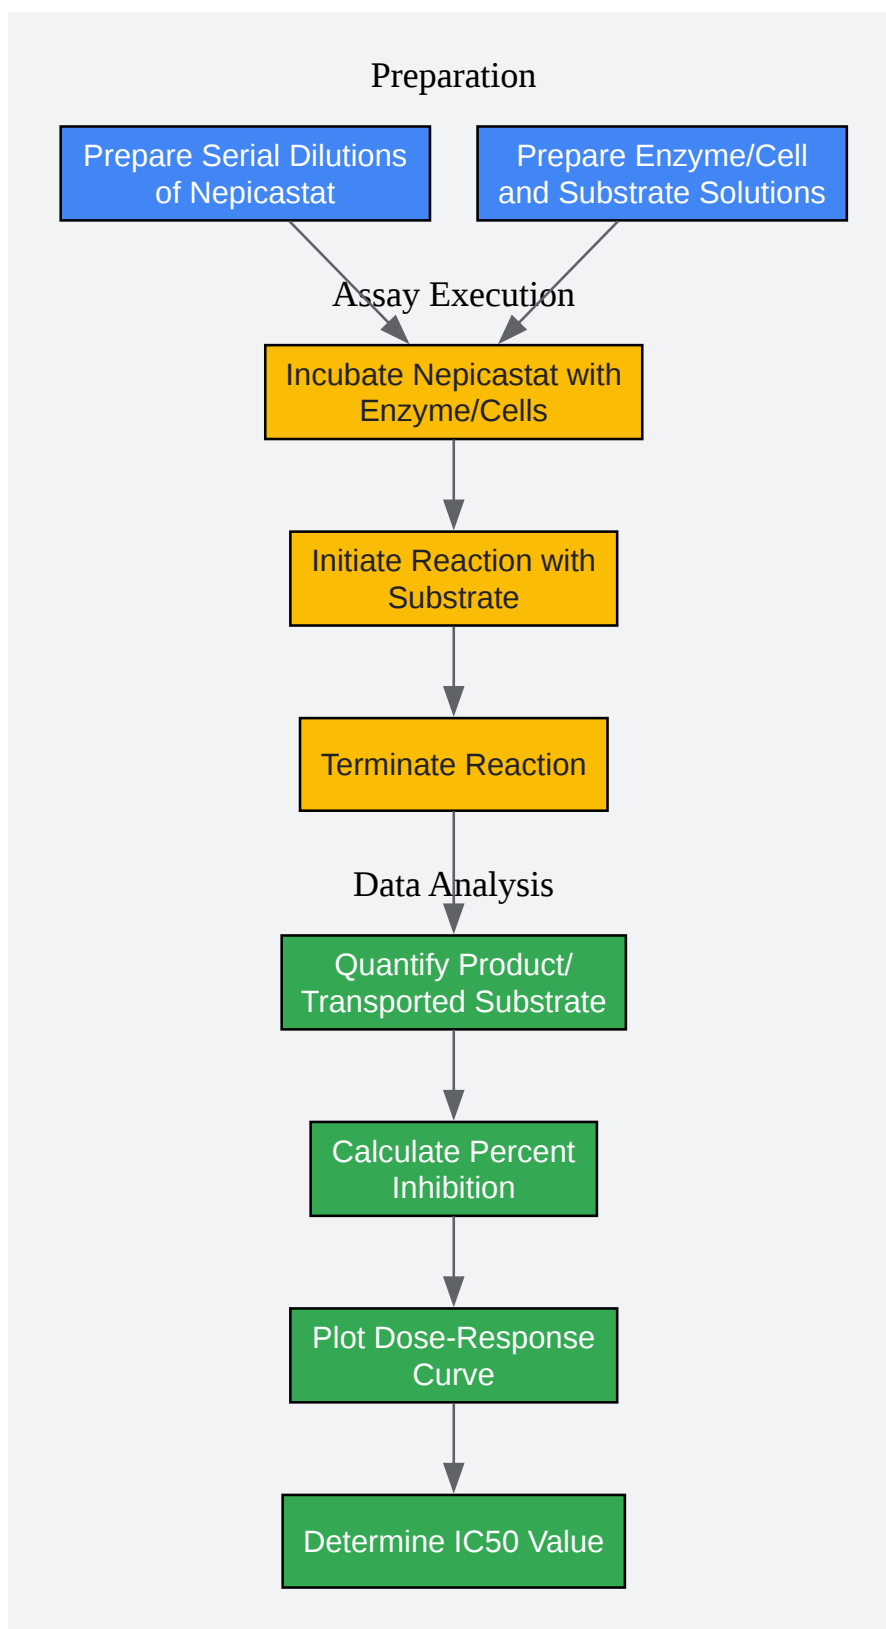 Preparation
Prepare Serial Dilutions
of Nepicastat
Prepare Enzyme/Cell
and Substrate Solutions
Assay Execution
Incubate Nepicastat with
Enzyme/Cells
Initiate Reaction with
Substrate
Terminate Reaction
Data Analysis
Quantify Product/
Transported Substrate
Calculate Percent
Inhibition
Plot Dose-Response
Curve
Determine IC50 Value